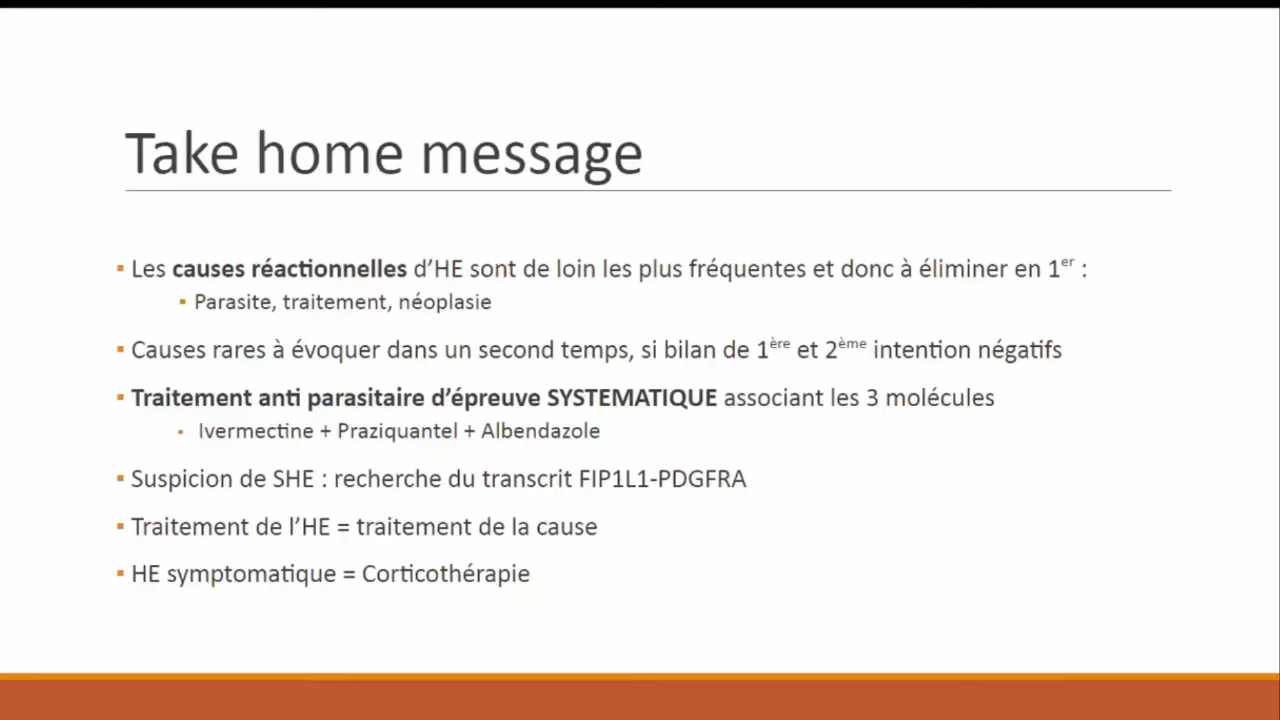 Take home message
Les causes réactionnelles d’HE sont de loin les plus fréquentes et donc à éliminer en 1er :
Parasite, traitement, néoplasie
Causes rares à évoquer dans un second temps, si bilan de 1ère et 2ème intention négatifs
Traitement anti parasitaire d’épreuve SYSTEMATIQUE associant les 3 molécules
Ivermectine + Praziquantel + Albendazole
Suspicion de SHE : recherche du transcrit FIP1L1-PDGFRA
Traitement de l’HE = traitement de la cause
HE symptomatique = Corticothérapie